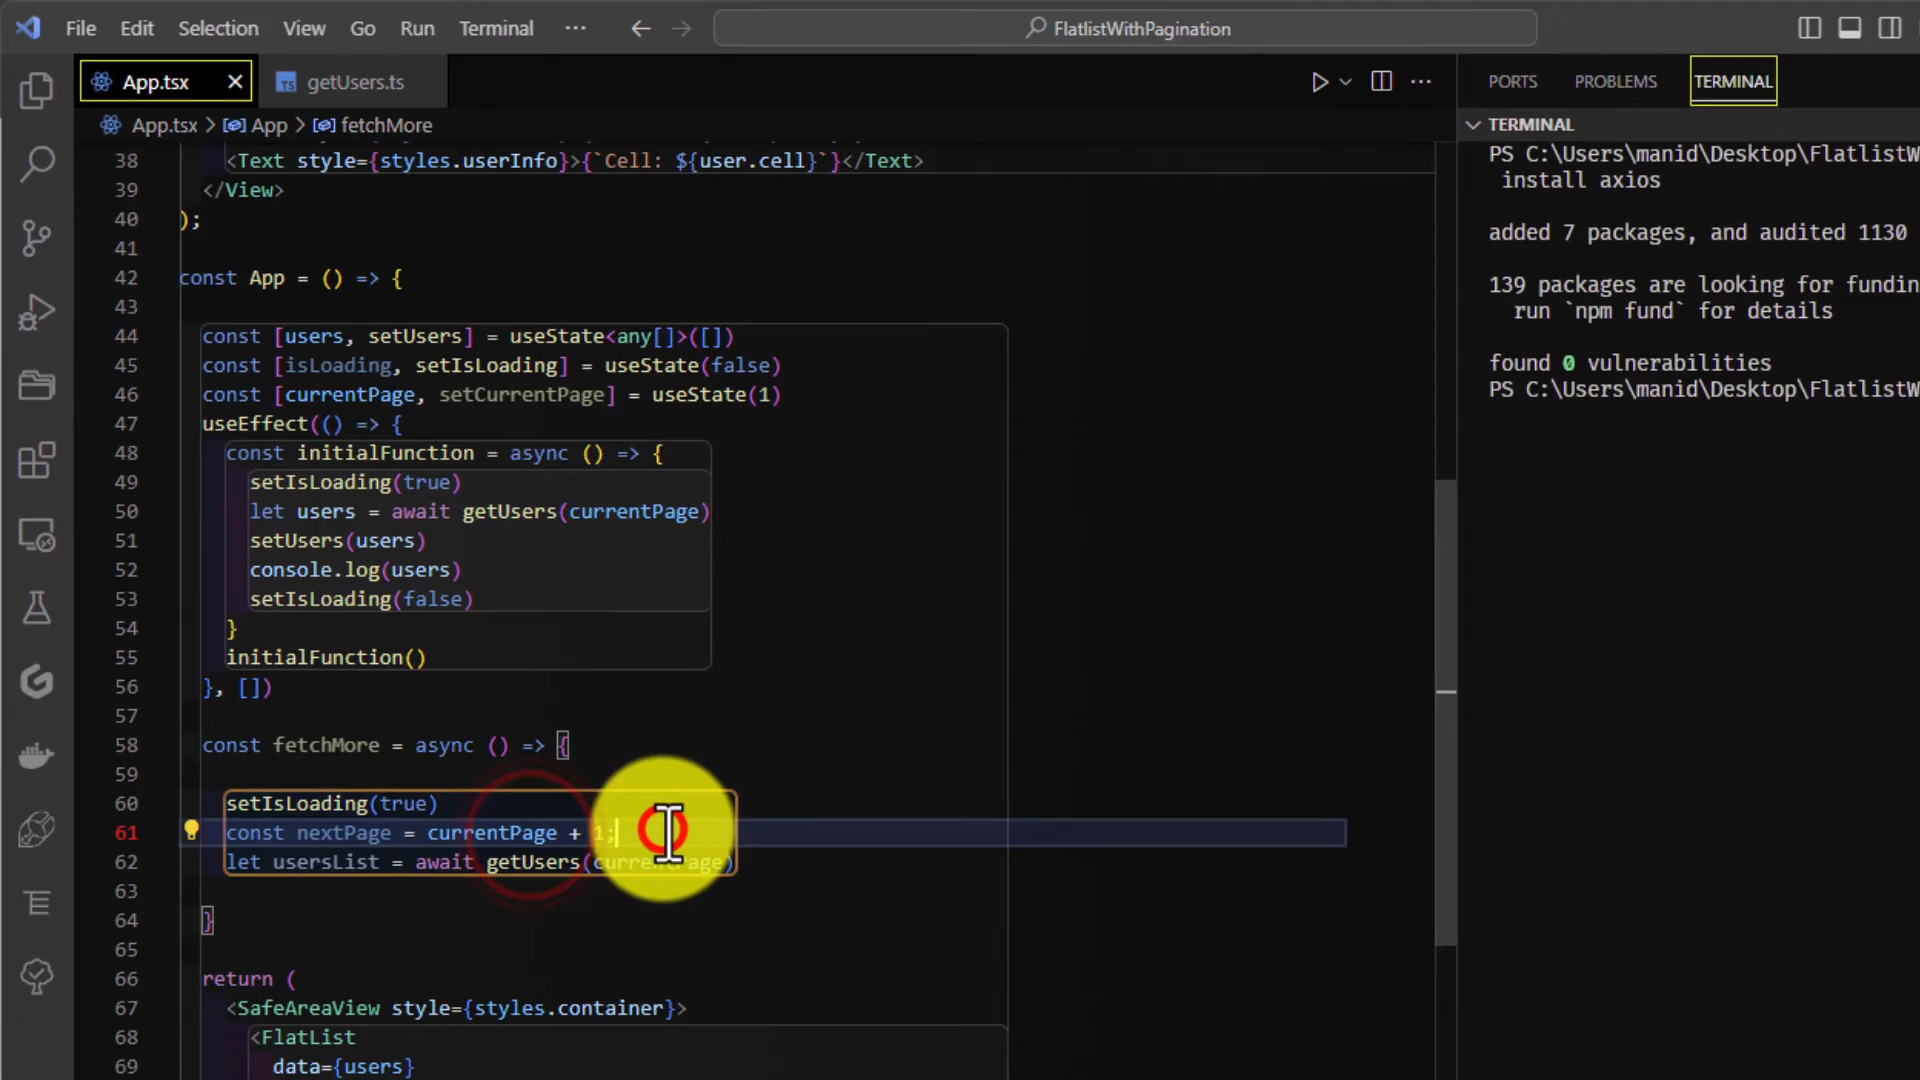 File Edit Selection View Go Run Terminal ··· FlatlistWithPagination
App.tsx getUsers.ts PORTS PROBLEMS TERMINAL
App.tsx > App > fetchMore
TERMINAL
38 <Text style={styles.userInfo}>{`Cell: ${user.cell}`}</Text>
39 </View>
40 );
41
42 const App = () => {
43
44 const [users, setUsers] = useState<any[]>([])
45 const [isLoading, setIsLoading] = useState(false)
46 const [currentPage, setCurrentPage] = useState(1)
47 useEffect(() => {
48 const initialFunction = async () => {
49 setIsLoading(true)
50 let users = await getUsers(currentPage)
51 setUsers(users)
52 console.log(users)
53 setIsLoading(false)
54 }
55 initialFunction()
56 }, [])
57
58 const fetchMore = async () => {
59
60 setIsLoading(true)
61 const nextPage = currentPage + 1;
62 let usersList = await getUsers(currentPage)
63
64 }
65
66 return (
67 <SafeAreaView style={styles.container}>
68 <FlatList
69 data={users}
PS C:\Users\manid\Desktop\FlatlistW
install axios
added 7 packages, and audited 1130
139 packages are looking for fundin
run `npm fund` for details
found 0 vulnerabilities
PS C:\Users\manid\Desktop\FlatlistW